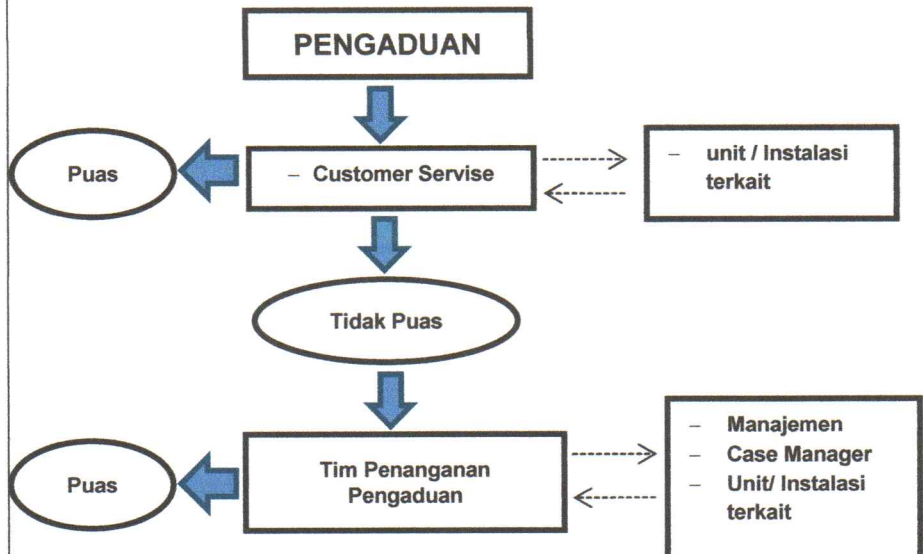 PENGADUAN
Puas
– Customer Servise
– unit / Instalasi
terkait
Tidak Puas
Puas
Tim Penanganan
Pengaduan
– Manajemen
– Case Manager
– Unit/ Instalasi
terkait